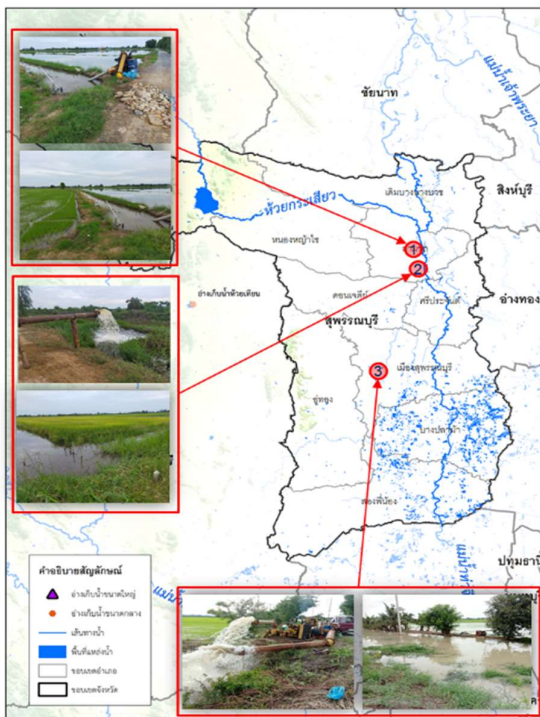 ชัยนาท
แม่น้ำเจ้าพระยา
เดิมบางนางบวช
สิงห์บุรี
ห้วยกระเสียว
หนองหญ้าไซ
1
2
อ่างเก็บน้ำห้วยเทียน
ดอนเจดีย์
ศรีประจันต์
อ่างทอง
สุพรรณบุรี
3
เมืองสุพรรณบุรี
อู่ทอง
บางปลาม้า
สองพี่น้อง
ปทุมธานี
คำอธิบายสัญลักษณ์
อ่างเก็บน้ำขนาดใหญ่
อ่างเก็บน้ำขนาดกลาง
เส้นทางน้ำ
พื้นที่แหล่งน้ำ
ขอบเขตอำเภอ
ขอบเขตจังหวัด